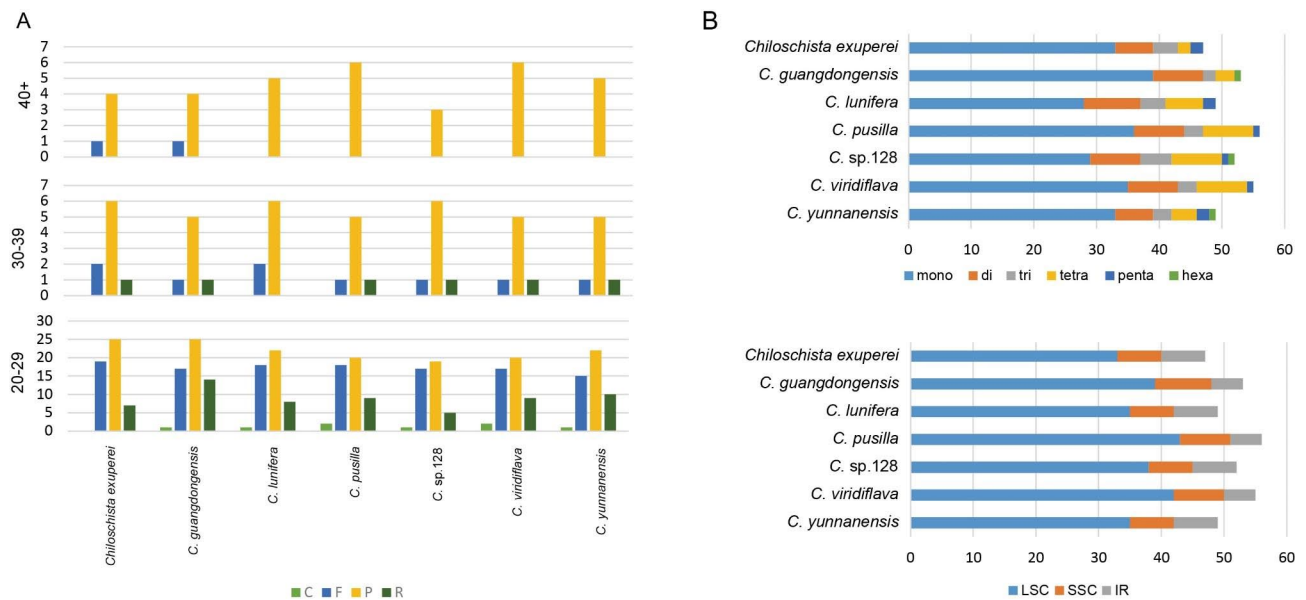 A
40+
7
6
5
4
3
2
1
0
30-39
7
6
5
4
3
2
1
0
20-29
30
25
20
15
10
5
0
Chiloschista exuperei
C. guangdongensis
C. lunifera
C. pusilla
C. sp.128
C. viridiflava
C. yunnanensis
C F P R
B
Chiloschista exuperei
C. guangdongensis
C. lunifera
C. pusilla
C. sp.128
C. viridiflava
C. yunnanensis
0 10 20 30 40 50 60
mono di tri tetra penta hexa
Chiloschista exuperei
C. guangdongensis
C. lunifera
C. pusilla
C. sp.128
C. viridiflava
C. yunnanensis
0 10 20 30 40 50 60
LSC SSC IR